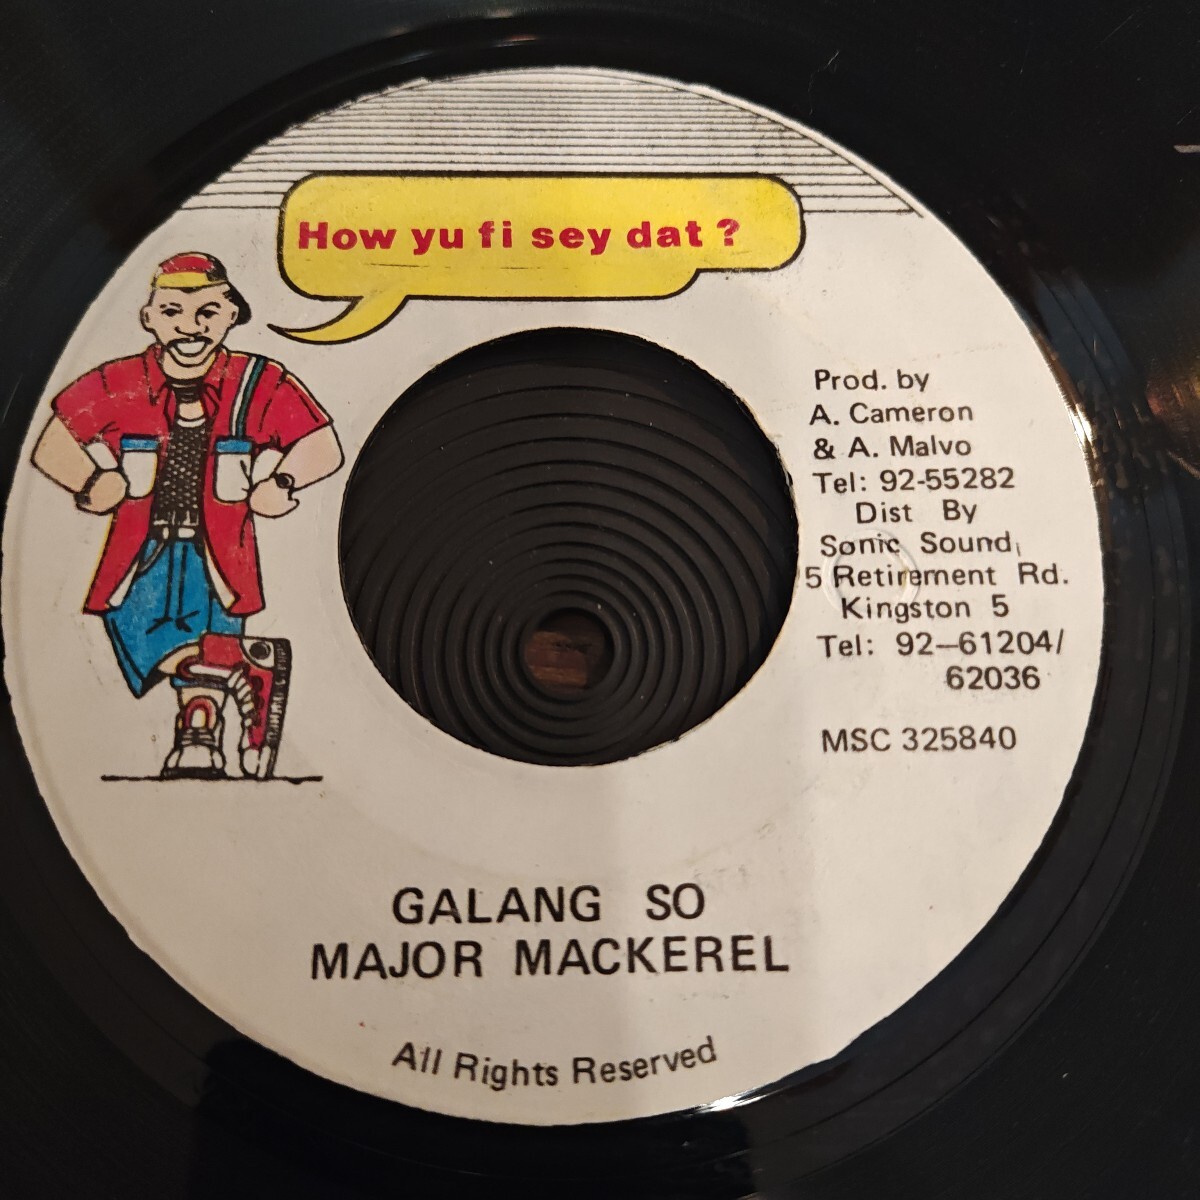 How yu fi sey dat ?
Prod. by
A. Cameron
& A. Malvo
Tel: 92-55282
Dist By
Sonic Sound,
5 Retirement Rd.
Kingston 5
Tel: 92-61204/
62036
MSC 325840
GALANG SO
MAJOR MACKEREL
All Rights Reserved